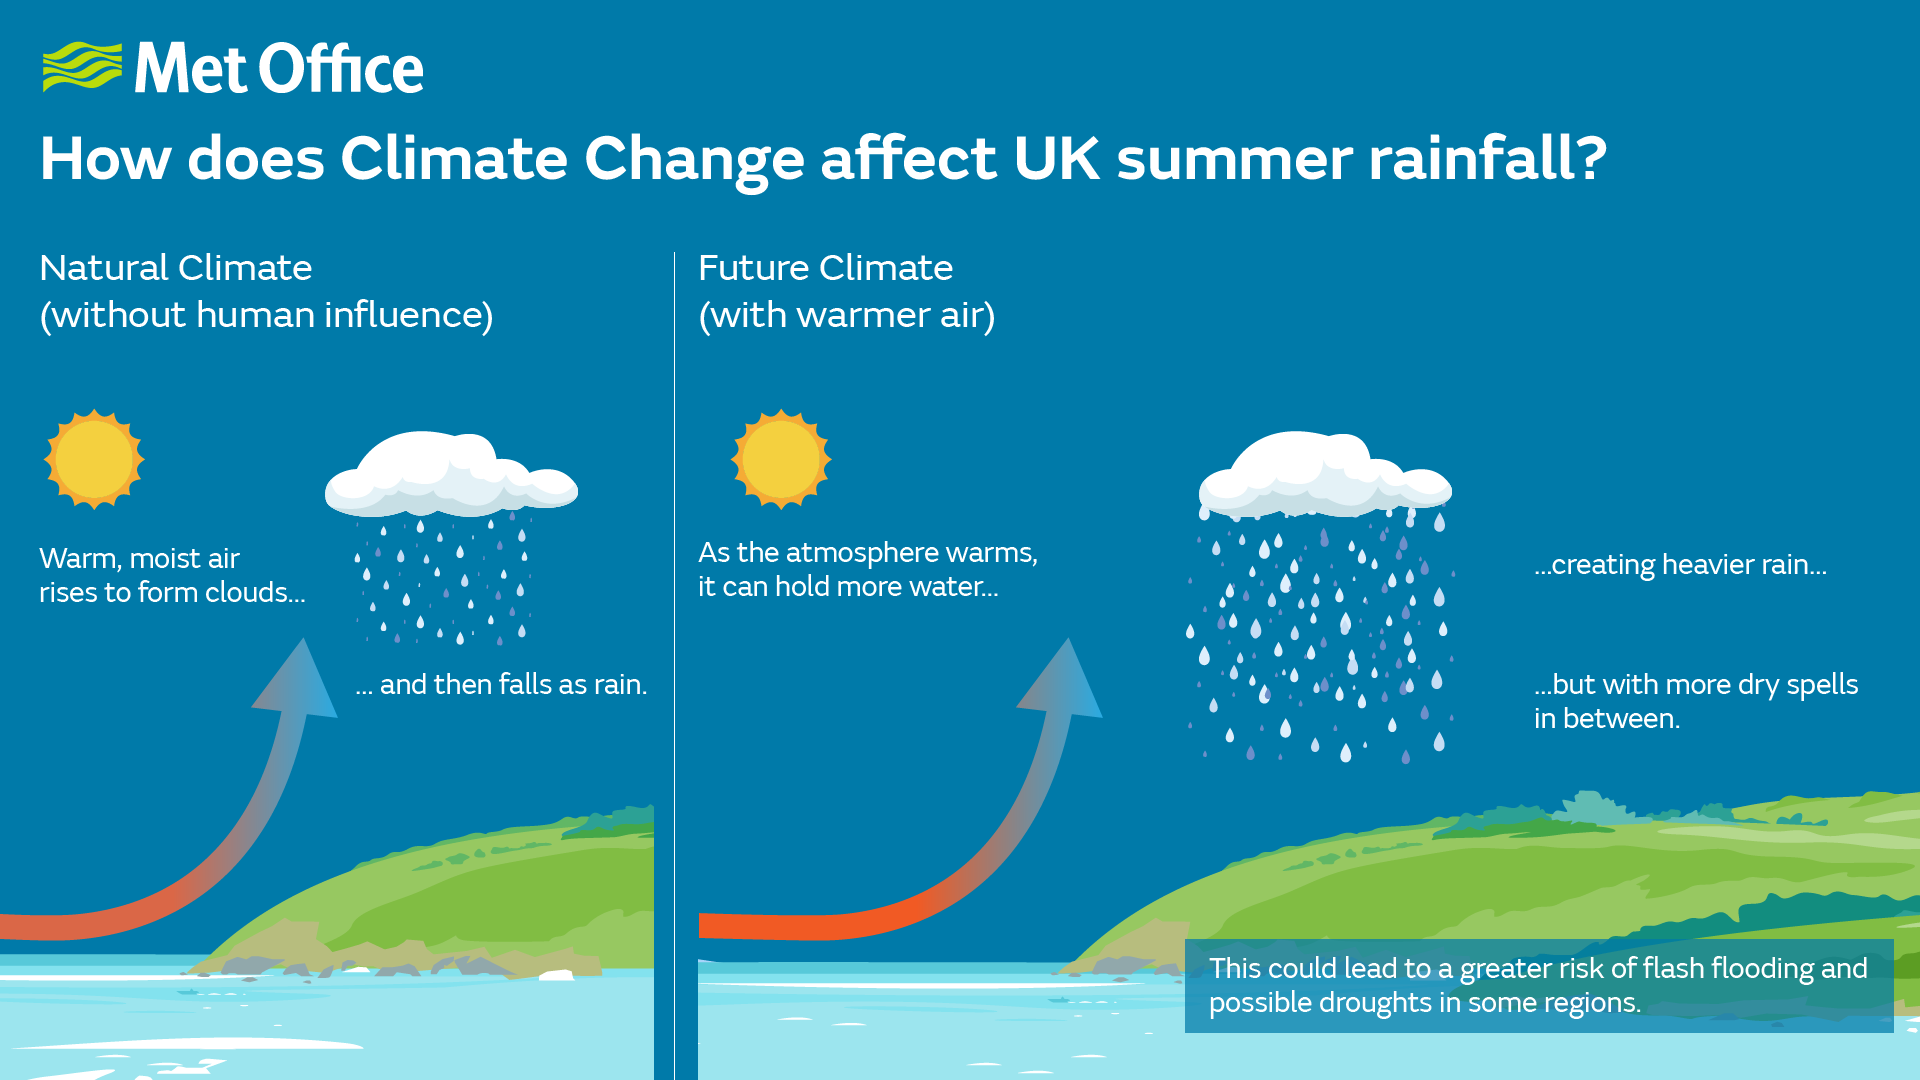 Met Office
How does Climate Change affect UK summer rainfall?
Natural Climate
(without human influence)
Warm, moist air
rises to form clouds...
... and then falls as rain.
Future Climate
(with warmer air)
As the atmosphere warms,
it can hold more water...
...creating heavier rain...
...but with more dry spells
in between.
This could lead to a greater risk of flash flooding and
possible droughts in some regions.